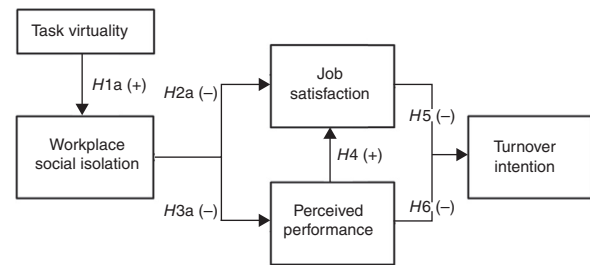 Task virtuality
H1a (+)
Workplace
social isolation
H2a (–)
H3a (–)
Job
satisfaction
H4 (+)
Perceived
performance
H5 (–)
H6 (–)
Turnover
intention